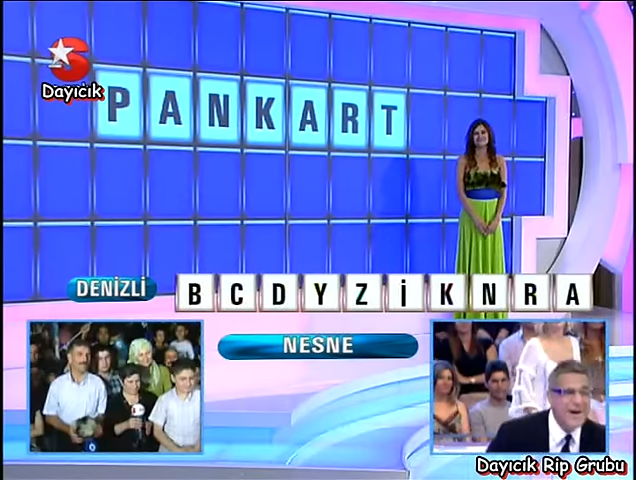 S
Dayıcık
PANKART
DENİZLİ
B C D Y Z İ K N R A
NESNE
Dayıcık Rip Grubu